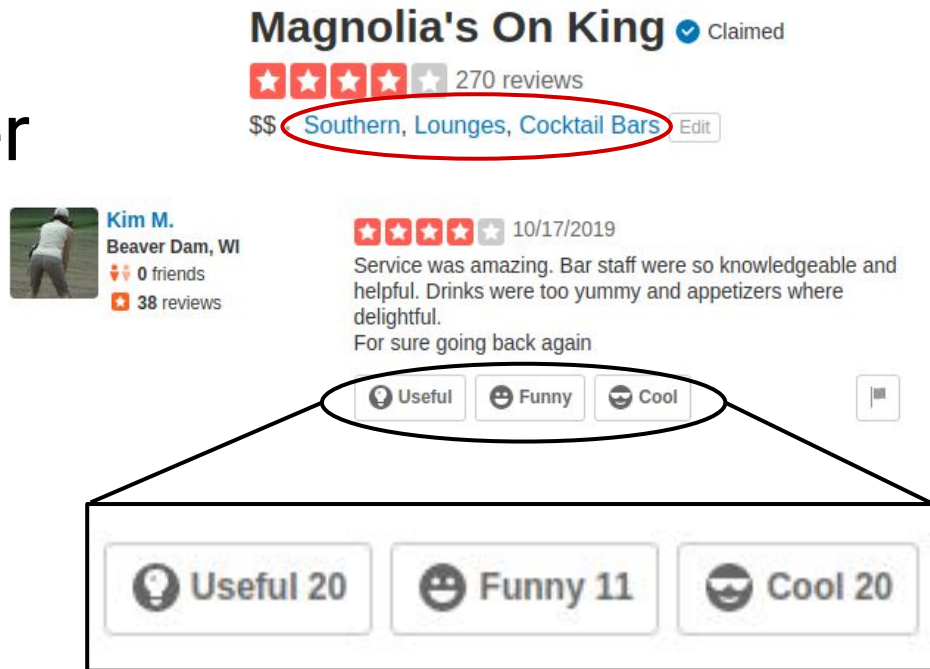 Magnolia's On King Claimed
270 reviews
$$ • Southern, Lounges, Cocktail Bars Edit
r
Kim M.
Beaver Dam, WI
0 friends
38 reviews
10/17/2019
Service was amazing. Bar staff were so knowledgeable and
helpful. Drinks were too yummy and appetizers where
delightful.
For sure going back again
Useful Funny Cool
Useful 20 Funny 11 Cool 20